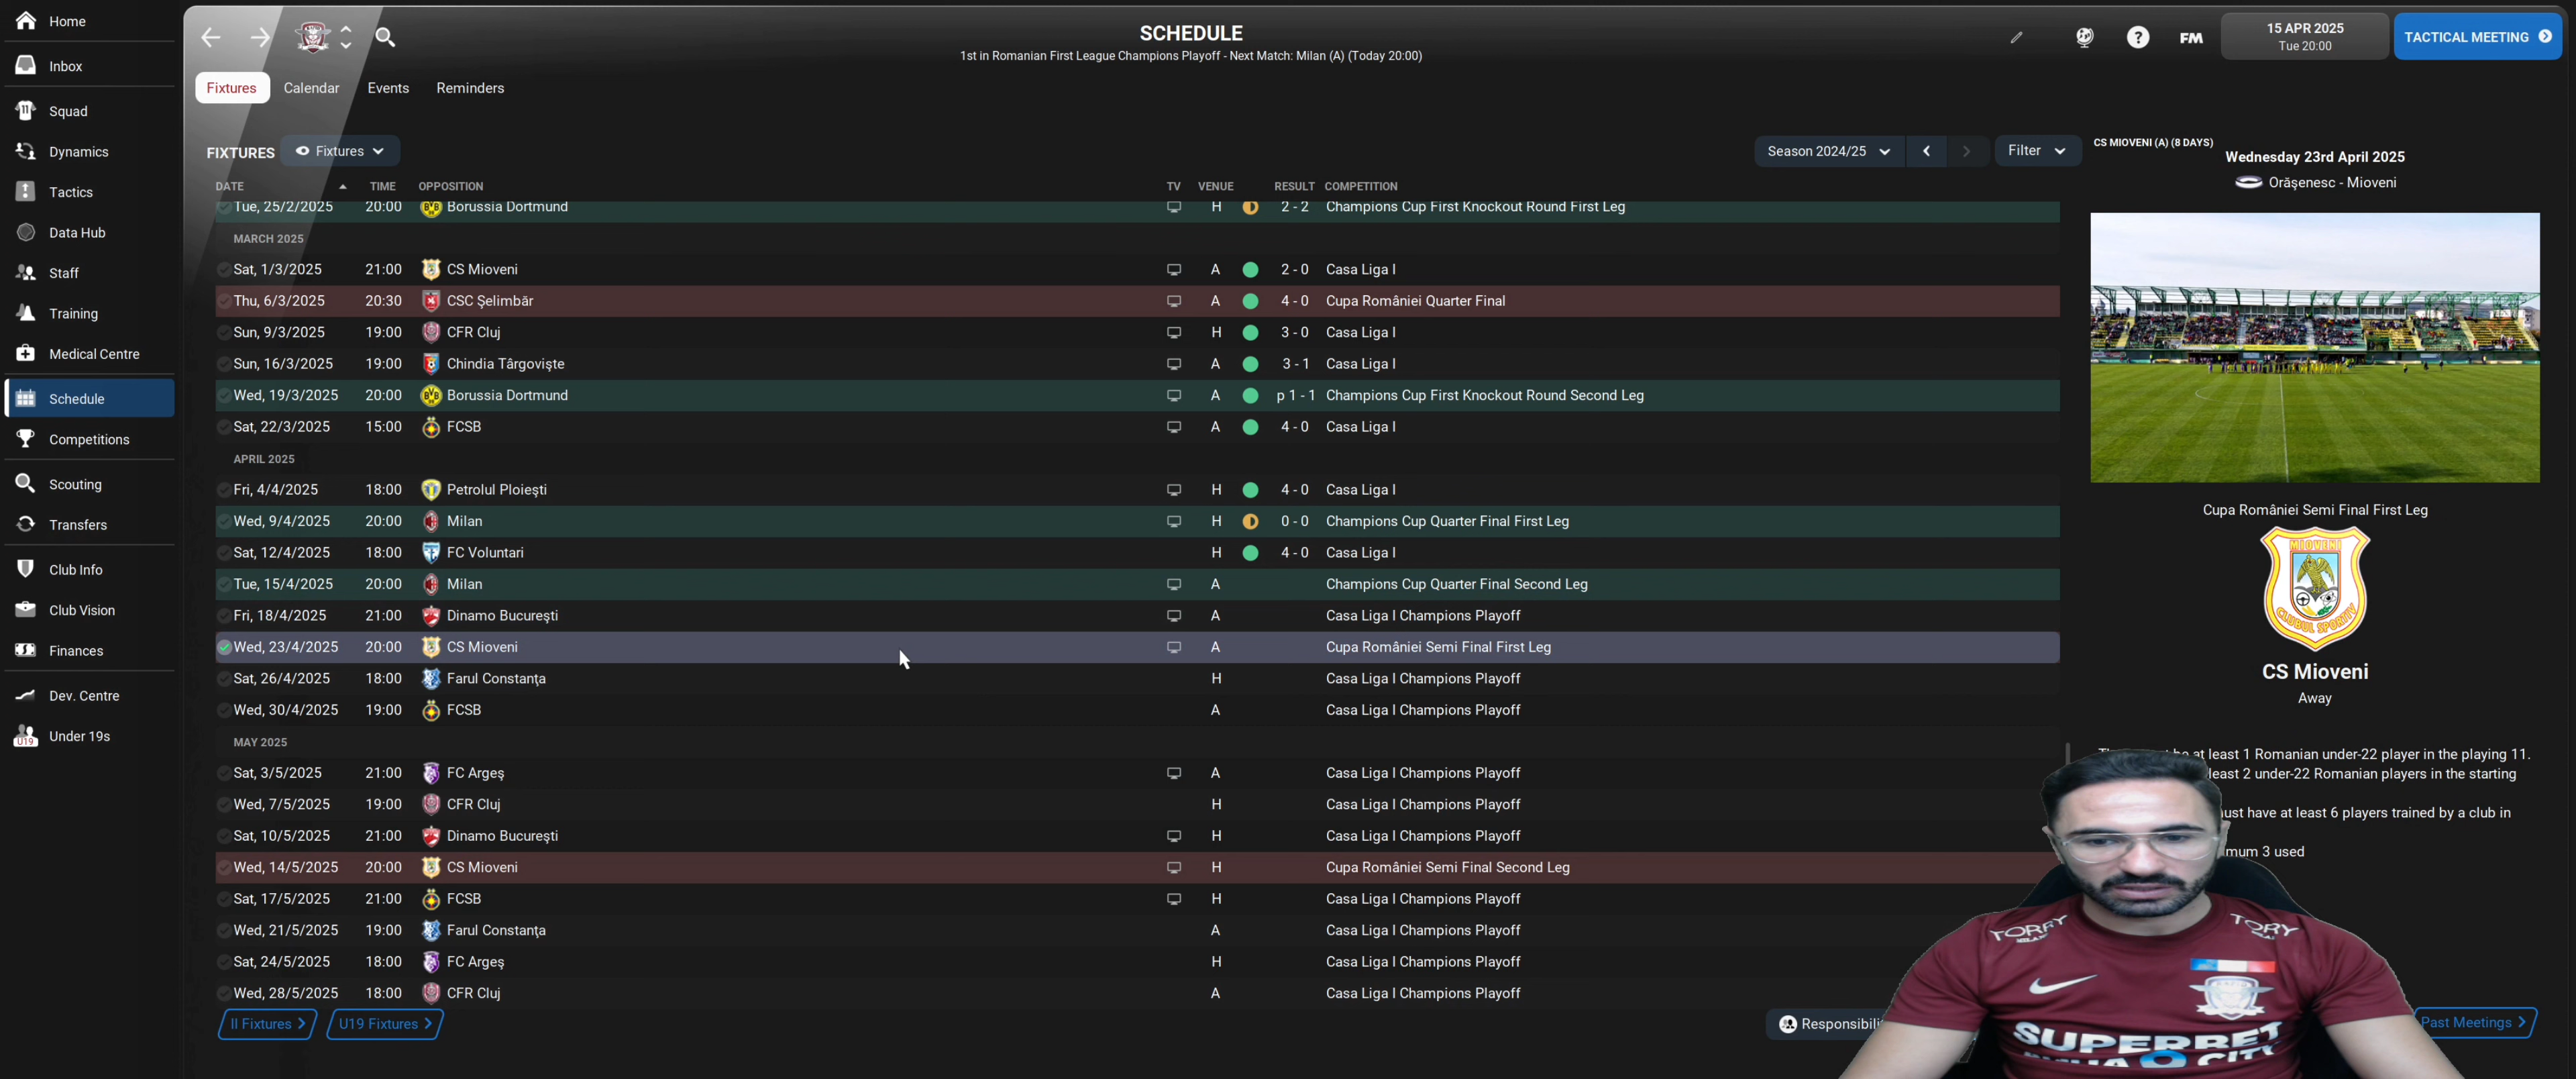 Home
Inbox
Squad
Dynamics
Tactics
Data Hub
Staff
Training
Medical Centre
Schedule
Competitions
Scouting
Transfers
Club Info
Club Vision
Finances
Dev. Centre
U19 Under 19s
SCHEDULE
1st in Romanian First League Champions Playoff - Next Match: Milan (A) (Today 20:00)
FM
15 APR 2025
Tue 20:00
TACTICAL MEETING
Fixtures Calendar Events Reminders
FIXTURES Fixtures
Season 2024/25 Filter
DATE TIME OPPOSITION TV VENUE RESULT COMPETITION
Tue, 25/2/2025 20:00 Borussia Dortmund H 2 - 2 Champions Cup First Knockout Round First Leg
MARCH 2025
Sat, 1/3/2025 21:00 CS Mioveni A 2 - 0 Casa Liga I
Thu, 6/3/2025 20:30 CSC Şelimbăr A 4 - 0 Cupa României Quarter Final
Sun, 9/3/2025 19:00 CFR Cluj H 3 - 0 Casa Liga I
Sun, 16/3/2025 19:00 Chindia Târgovişte A 3 - 1 Casa Liga I
Wed, 19/3/2025 20:00 Borussia Dortmund A p 1 - 1 Champions Cup First Knockout Round Second Leg
Sat, 22/3/2025 15:00 FCSB A 4 - 0 Casa Liga I
APRIL 2025
Fri, 4/4/2025 18:00 Petrolul Ploieşti H 4 - 0 Casa Liga I
Wed, 9/4/2025 20:00 Milan H 0 - 0 Champions Cup Quarter Final First Leg
Sat, 12/4/2025 18:00 FC Voluntari H 4 - 0 Casa Liga I
Tue, 15/4/2025 20:00 Milan A Champions Cup Quarter Final Second Leg
Fri, 18/4/2025 21:00 Dinamo Bucureşti A Casa Liga I Champions Playoff
Wed, 23/4/2025 20:00 CS Mioveni A Cupa României Semi Final First Leg
Sat, 26/4/2025 18:00 Farul Constanţa H Casa Liga I Champions Playoff
Wed, 30/4/2025 19:00 FCSB A Casa Liga I Champions Playoff
MAY 2025
Sat, 3/5/2025 21:00 FC Argeş A Casa Liga I Champions Playoff
Wed, 7/5/2025 19:00 CFR Cluj H Casa Liga I Champions Playoff
Sat, 10/5/2025 21:00 Dinamo Bucureşti H Casa Liga I Champions Playoff
Wed, 14/5/2025 20:00 CS Mioveni H Cupa României Semi Final Second Leg
Sat, 17/5/2025 21:00 FCSB H Casa Liga I Champions Playoff
Wed, 21/5/2025 19:00 Farul Constanţa A Casa Liga I Champions Playoff
Sat, 24/5/2025 18:00 FC Argeş H Casa Liga I Champions Playoff
Wed, 28/5/2025 18:00 CFR Cluj A Casa Liga I Champions Playoff
II Fixtures U19 Fixtures
Past Meetings
CS MIOVENI (A) (8 DAYS)
Wednesday 23rd April 2025
Orăşenesc - Mioveni
Cupa României Semi Final First Leg
MIOVENI
CLUBUL SPORTIV
CS Mioveni
Away
at least 1 Romanian under-22 player in the playing 11.
least 2 under-22 Romanian players in the starting
have at least 6 players trained by a club in
3 used
TORRY TORRY
SUPERBET
CITY